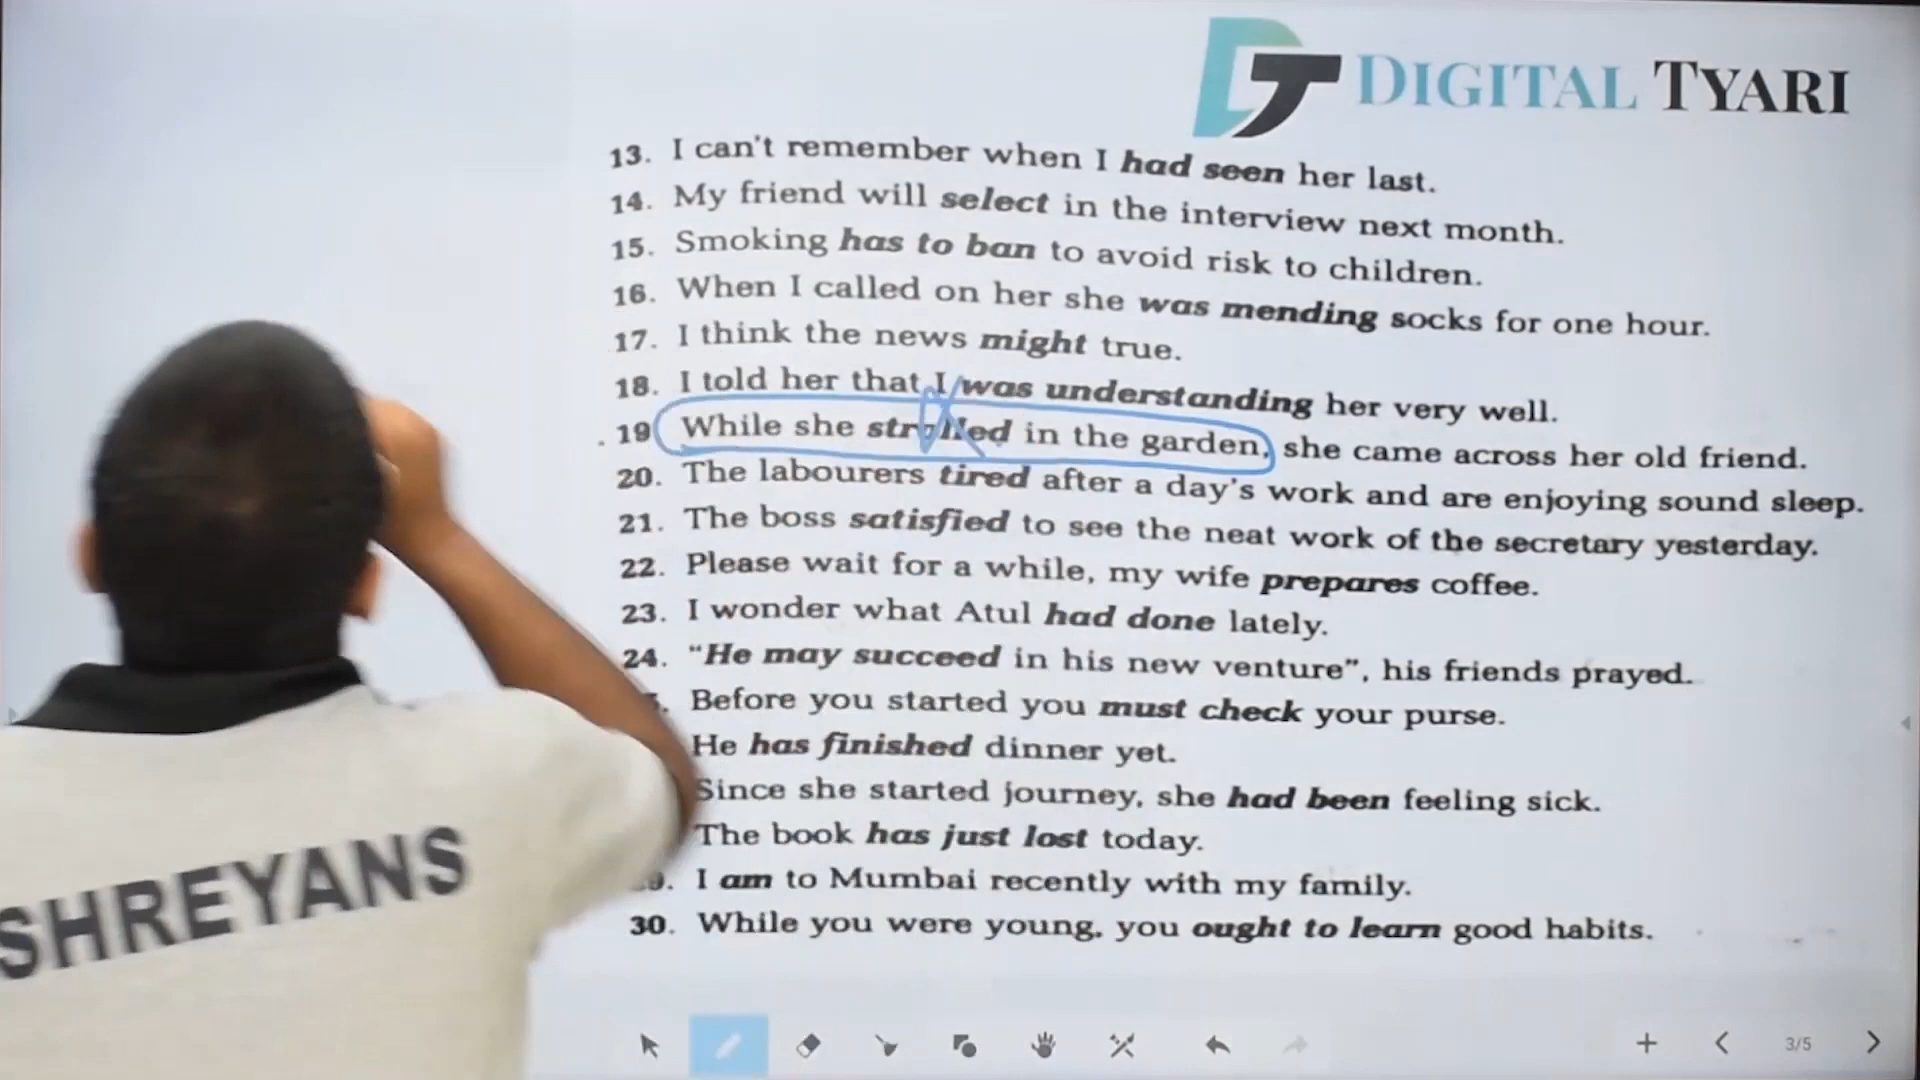 DT DIGITAL TYARI
13. I can't remember when I had seen her last.
14. My friend will select in the interview next month.
15. Smoking has to ban to avoid risk to children.
16. When I called on her she was mending socks for one hour.
17. I think the news might true.
18. I told her that I was understanding her very well.
19 While she strolled in the garden, she came across her old friend.
20. The labourers tired after a day's work and are enjoying sound sleep.
21. The boss satisfied to see the neat work of the secretary yesterday.
22. Please wait for a while, my wife prepares coffee.
23. I wonder what Atul had done lately.
24. "He may succeed in his new venture", his friends prayed.
Before you started you must check your purse.
He has finished dinner yet.
Since she started journey, she had been feeling sick.
The book has just lost today.
9. I am to Mumbai recently with my family.
30. While you were young, you ought to learn good habits.
SHREYANS
3/5